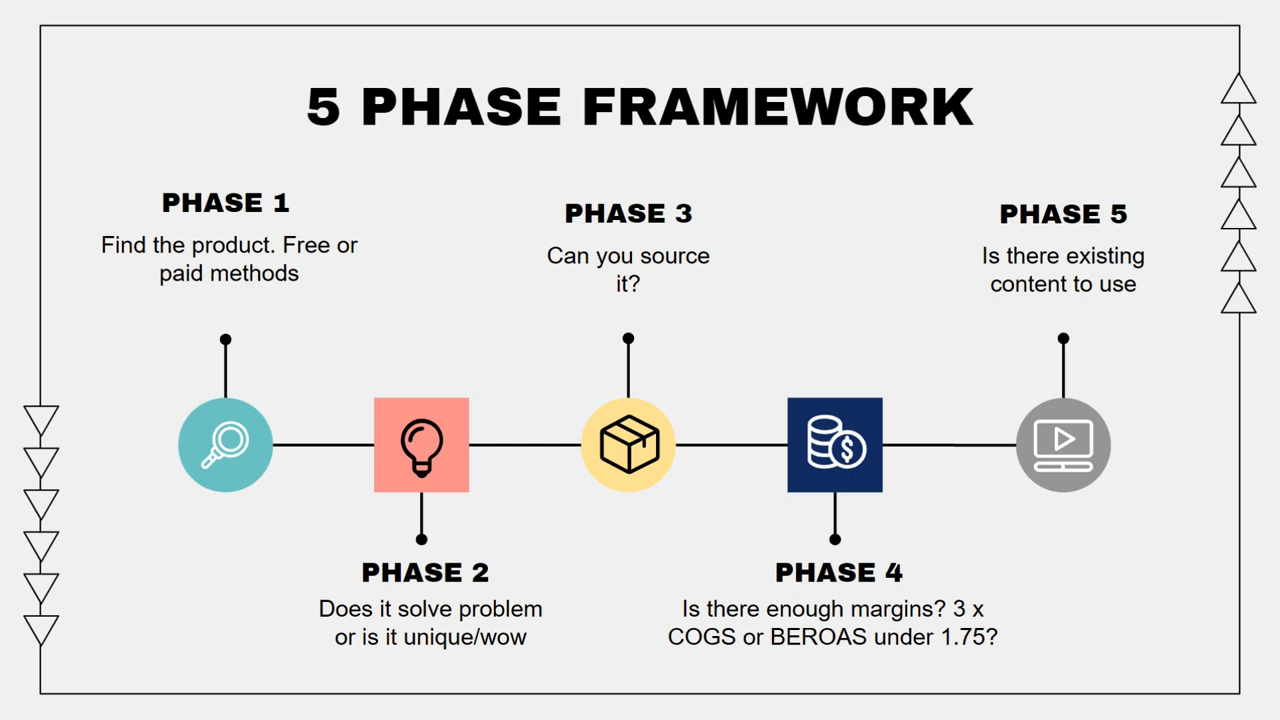 5 PHASE FRAMEWORK
PHASE 1
Find the product. Free or
paid methods
PHASE 2
Does it solve problem
or is it unique/wow
PHASE 3
Can you source
it?
PHASE 4
Is there enough margins? 3 x
COGS or BEROAS under 1.75?
PHASE 5
Is there existing
content to use
$